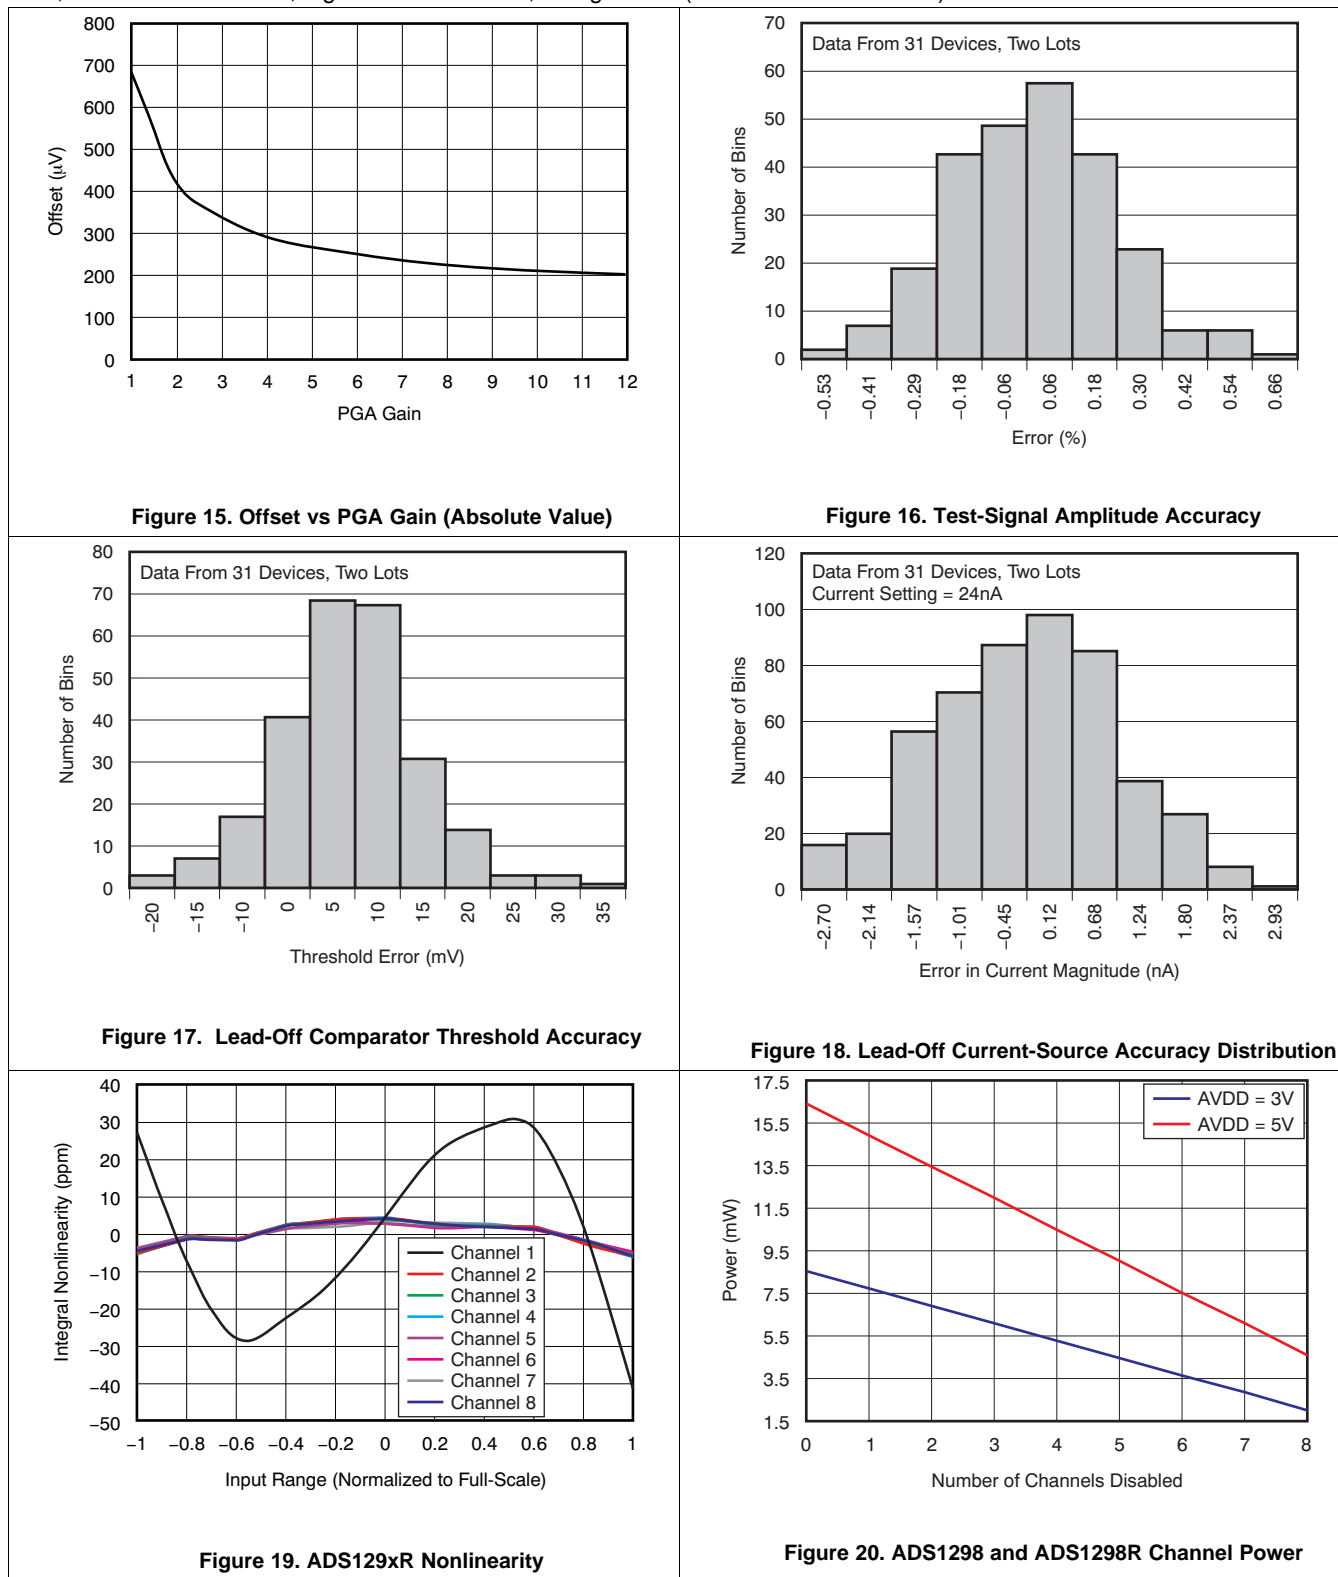 800
700
600
500
400
300
200
100
0
Offset (µV)
1 2 3 4 5 6 7 8 9 10 11 12
PGA Gain
Figure 15. Offset vs PGA Gain (Absolute Value)
70
60
50
40
30
20
10
0
Number of Bins
Data From 31 Devices, Two Lots
−0.53 −0.41 −0.29 −0.18 −0.06 0.06 0.18 0.30 0.42 0.54 0.66
Error (%)
Figure 16. Test-Signal Amplitude Accuracy
80
70
60
50
40
30
20
10
0
Number of Bins
Data From 31 Devices, Two Lots
−20 −15 −10 0 5 10 15 20 25 30 35
Threshold Error (mV)
Figure 17. Lead-Off Comparator Threshold Accuracy
120
100
80
60
40
20
0
Number of Bins
Data From 31 Devices, Two Lots
Current Setting = 24nA
−2.70 −2.14 −1.57 −1.01 −0.45 0.12 0.68 1.24 1.80 2.37 2.93
Error in Current Magnitude (nA)
Figure 18. Lead-Off Current-Source Accuracy Distribution
40
30
20
10
0
−10
−20
−30
−40
−50
Integral Nonlinearity (ppm)
Channel 1
Channel 2
Channel 3
Channel 4
Channel 5
Channel 6
Channel 7
Channel 8
−1 −0.8 −0.6 −0.4 −0.2 0 0.2 0.4 0.6 0.8 1
Input Range (Normalized to Full-Scale)
Figure 19. ADS129xR Nonlinearity
17.5
15.5
13.5
11.5
9.5
7.5
5.5
3.5
1.5
Power (mW)
AVDD = 3V
AVDD = 5V
0 1 2 3 4 5 6 7 8
Number of Channels Disabled
Figure 20. ADS1298 and ADS1298R Channel Power